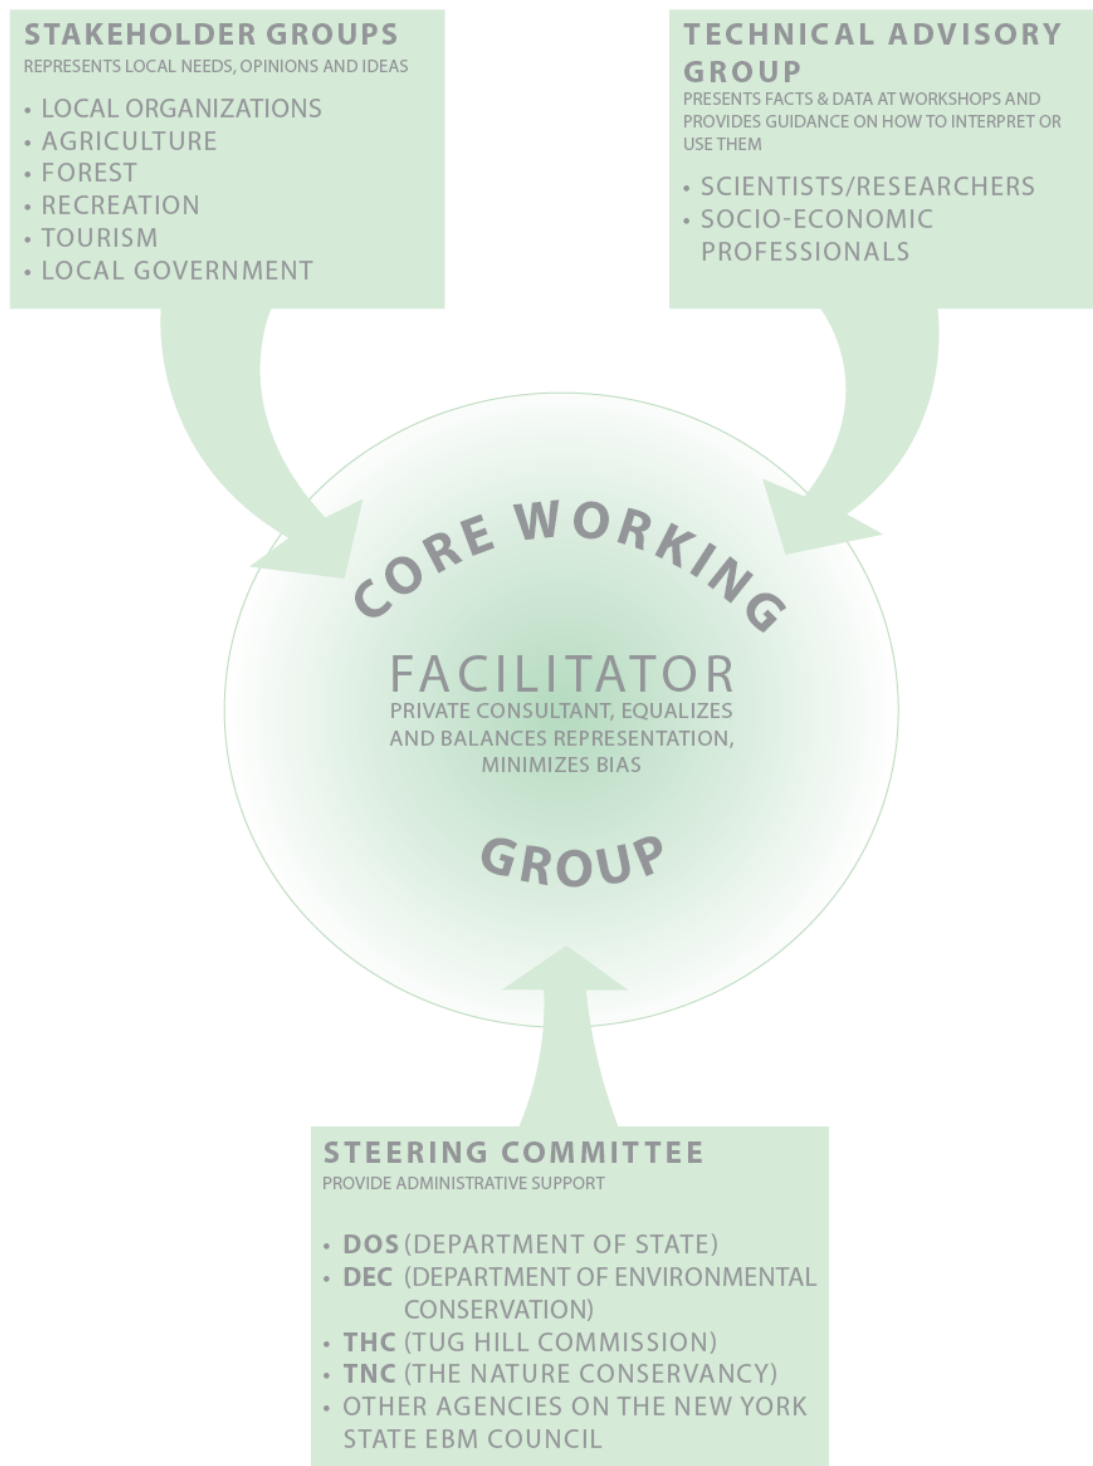 STAKEHOLDER GROUPS
REPRESENTS LOCAL NEEDS, OPINIONS AND IDEAS
• LOCAL ORGANIZATIONS
• AGRICULTURE
• FOREST
• RECREATION
• TOURISM
• LOCAL GOVERNMENT
TECHNICAL ADVISORY
GROUP
PRESENTS FACTS & DATA AT WORKSHOPS AND
PROVIDES GUIDANCE ON HOW TO INTERPRET OR
USE THEM
• SCIENTISTS/RESEARCHERS
• SOCIO-ECONOMIC
PROFESSIONALS
CORE WORKING
FACILITATOR
PRIVATE CONSULTANT, EQUALIZES
AND BALANCES REPRESENTATION,
MINIMIZES BIAS
GROUP
STEERING COMMITTEE
PROVIDE ADMINISTRATIVE SUPPORT
• DOS (DEPARTMENT OF STATE)
• DEC (DEPARTMENT OF ENVIRONMENTAL
CONSERVATION)
• THC (TUG HILL COMMISSION)
• TNC (THE NATURE CONSERVANCY)
• OTHER AGENCIES ON THE NEW YORK
STATE EBM COUNCIL